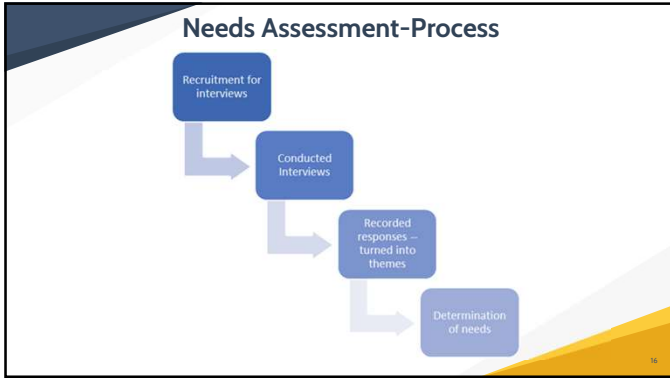 Needs Assessment-Process
Recruitment for
interviews
Conducted
Interviews
Recorded
responses –
turned into
themes
Determination
of needs
16